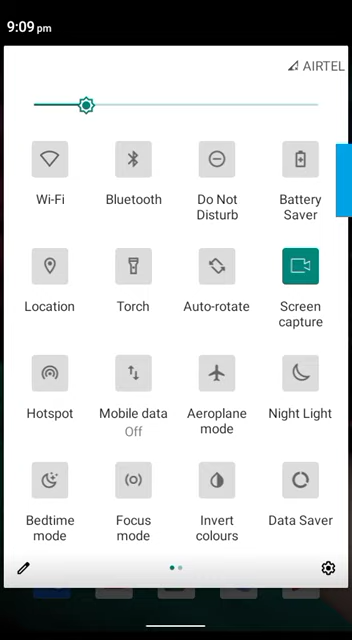 9:09 pm
AIRTEL
Wi-Fi
Bluetooth
Do Not
Disturb
Battery
Saver
Location
Torch
Auto-rotate
Screen
capture
Hotspot
Mobile data
Off
Aeroplane
mode
Night Light
Bedtime
mode
Focus
mode
Invert
colours
Data Saver